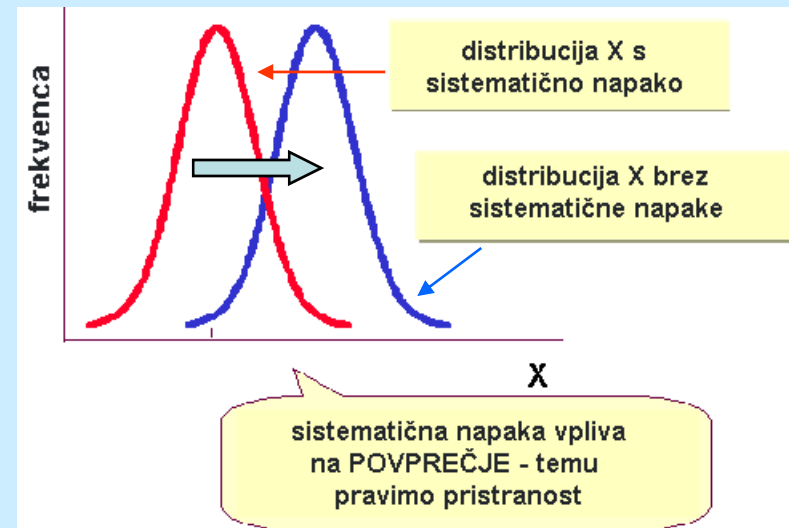 distribucija X s
sistematično napako
frekvenca
distribucija X brez
sistematične napake
X
sistematična napaka vpliva
na POVPREČJE - temu
pravimo pristranost